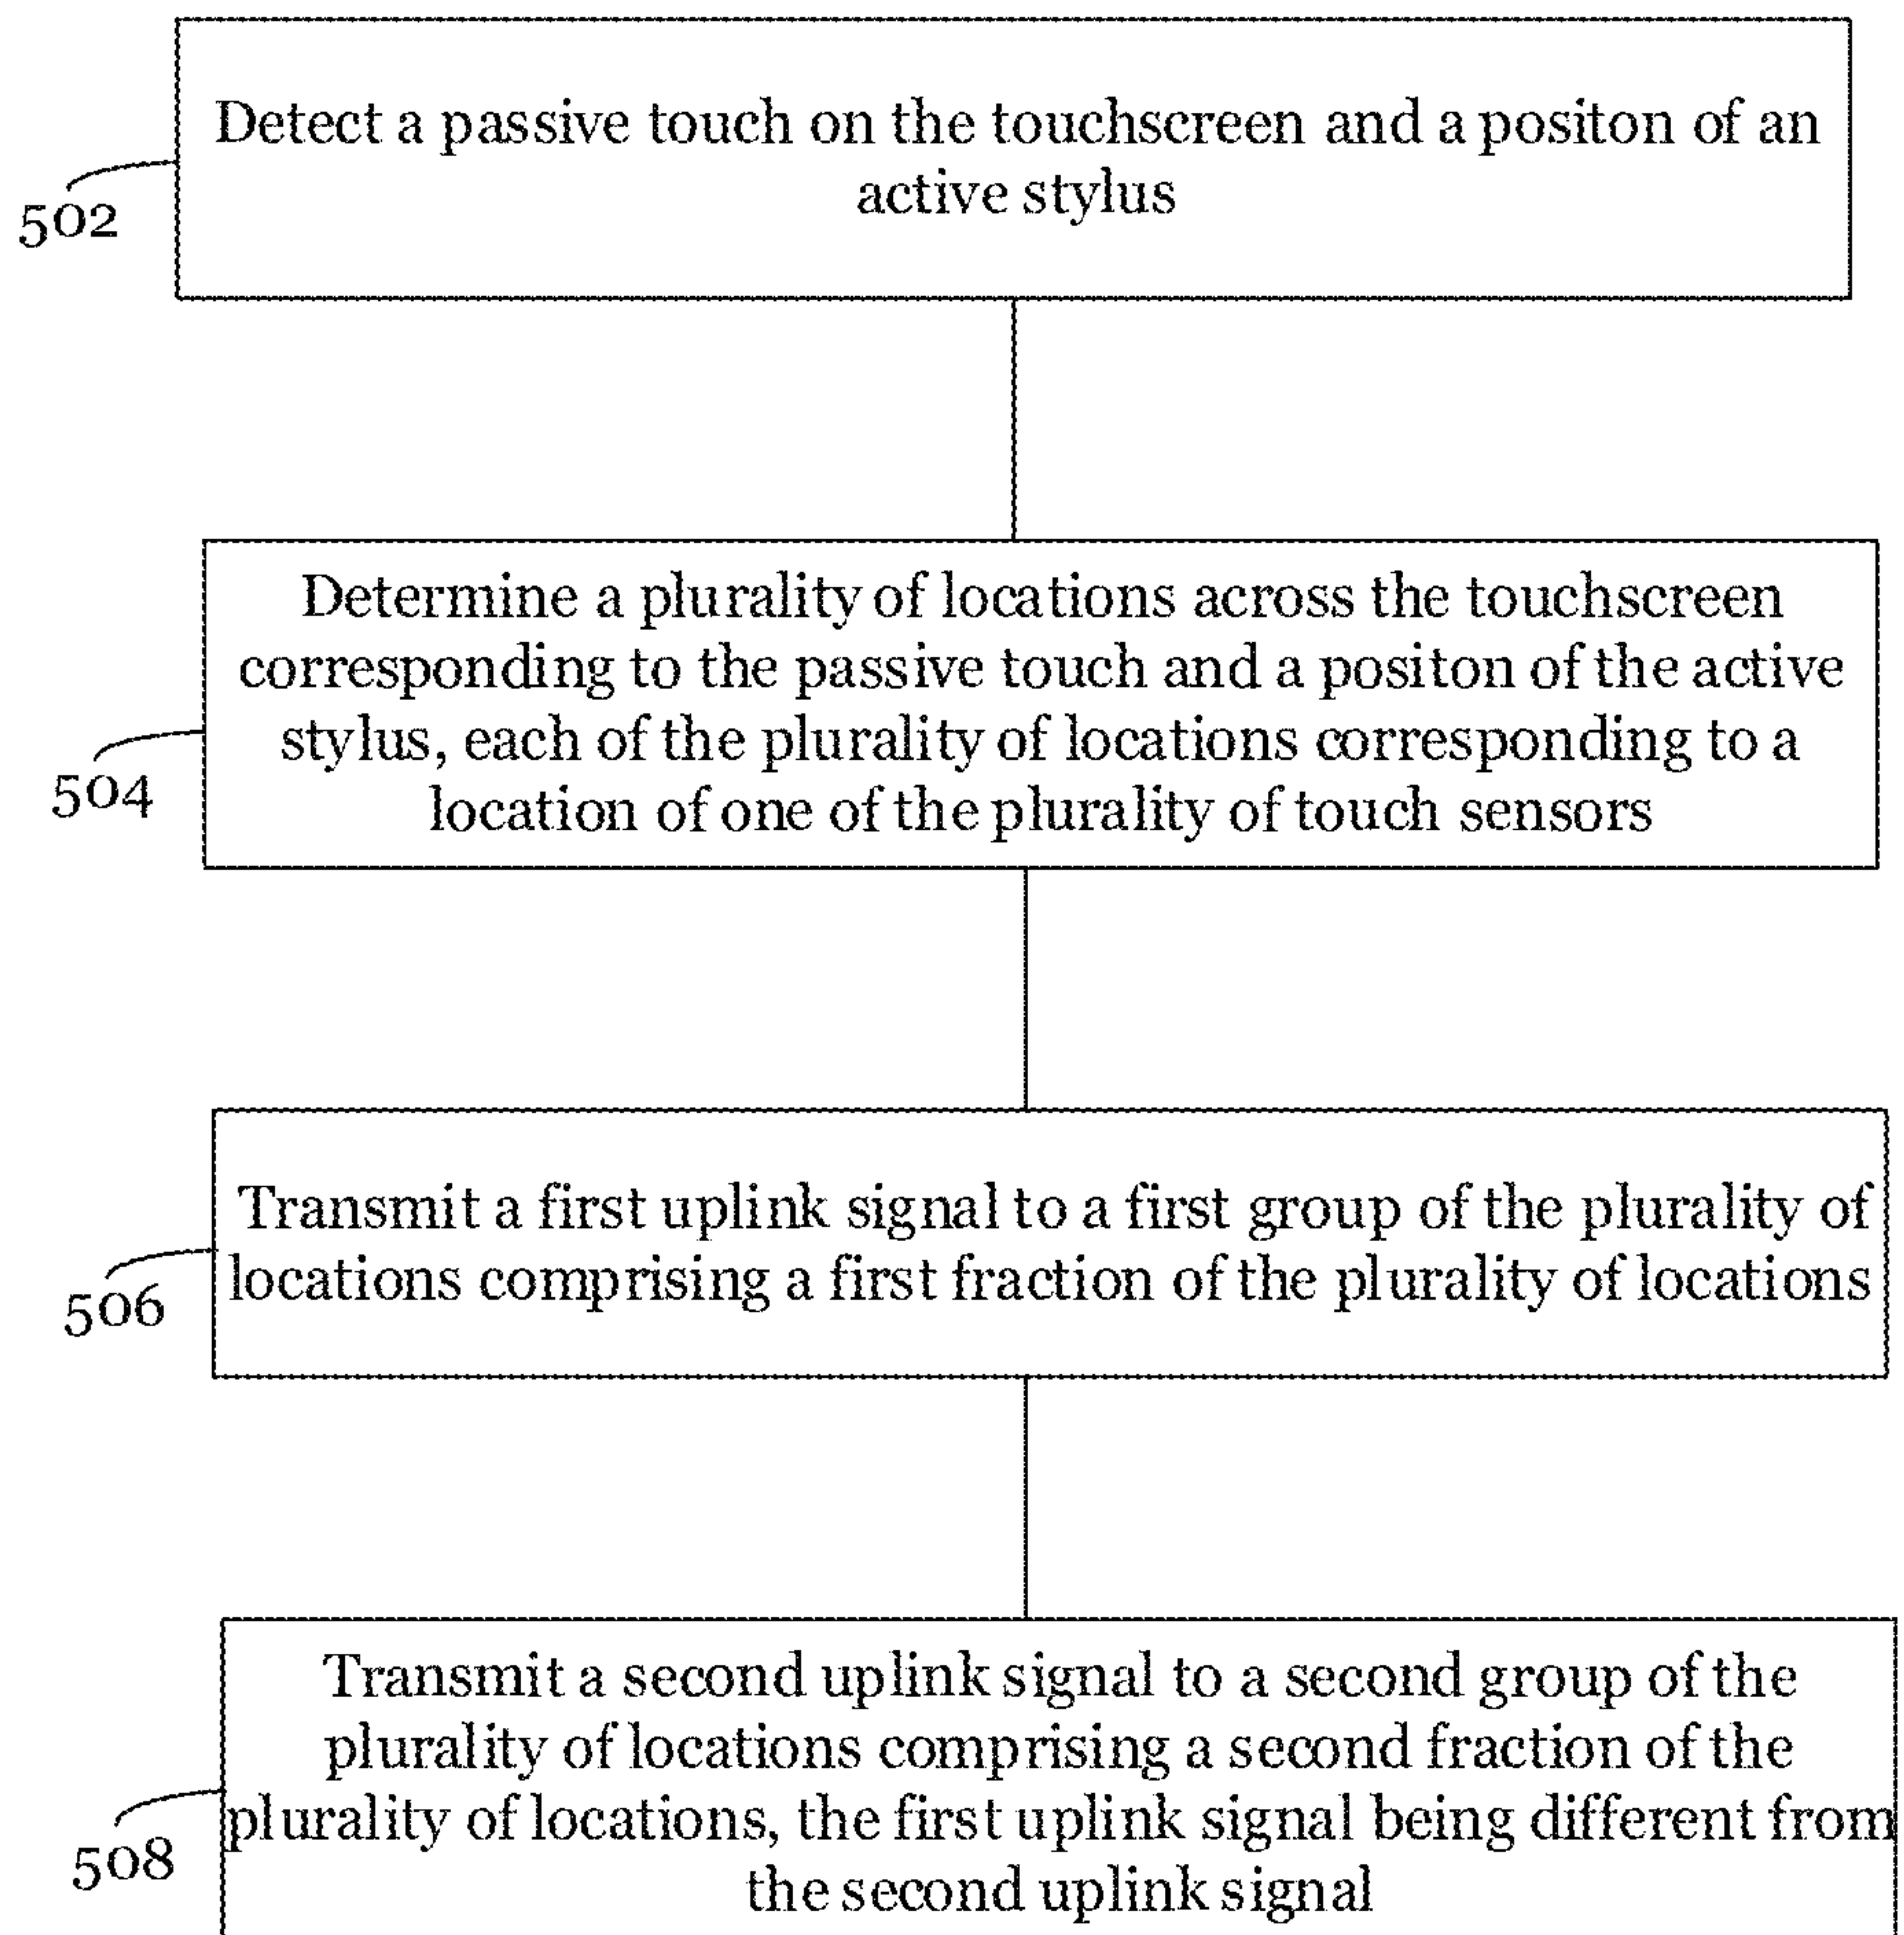 Detect a passive touch on the touchscreen and a positon of an
active stylus
502
Determine a plurality of locations across the touchscreen
corresponding to the passive touch and a positon of the active
stylus, each of the plurality of locations corresponding to a
location of one of the plurality of touch sensors
504
Transmit a first uplink signal to a first group of the plurality of
locations comprising a first fraction of the plurality of locations
506
Transmit a second uplink signal to a second group of the
plurality of locations comprising a second fraction of the
plurality of locations, the first uplink signal being different from
the second uplink signal
508